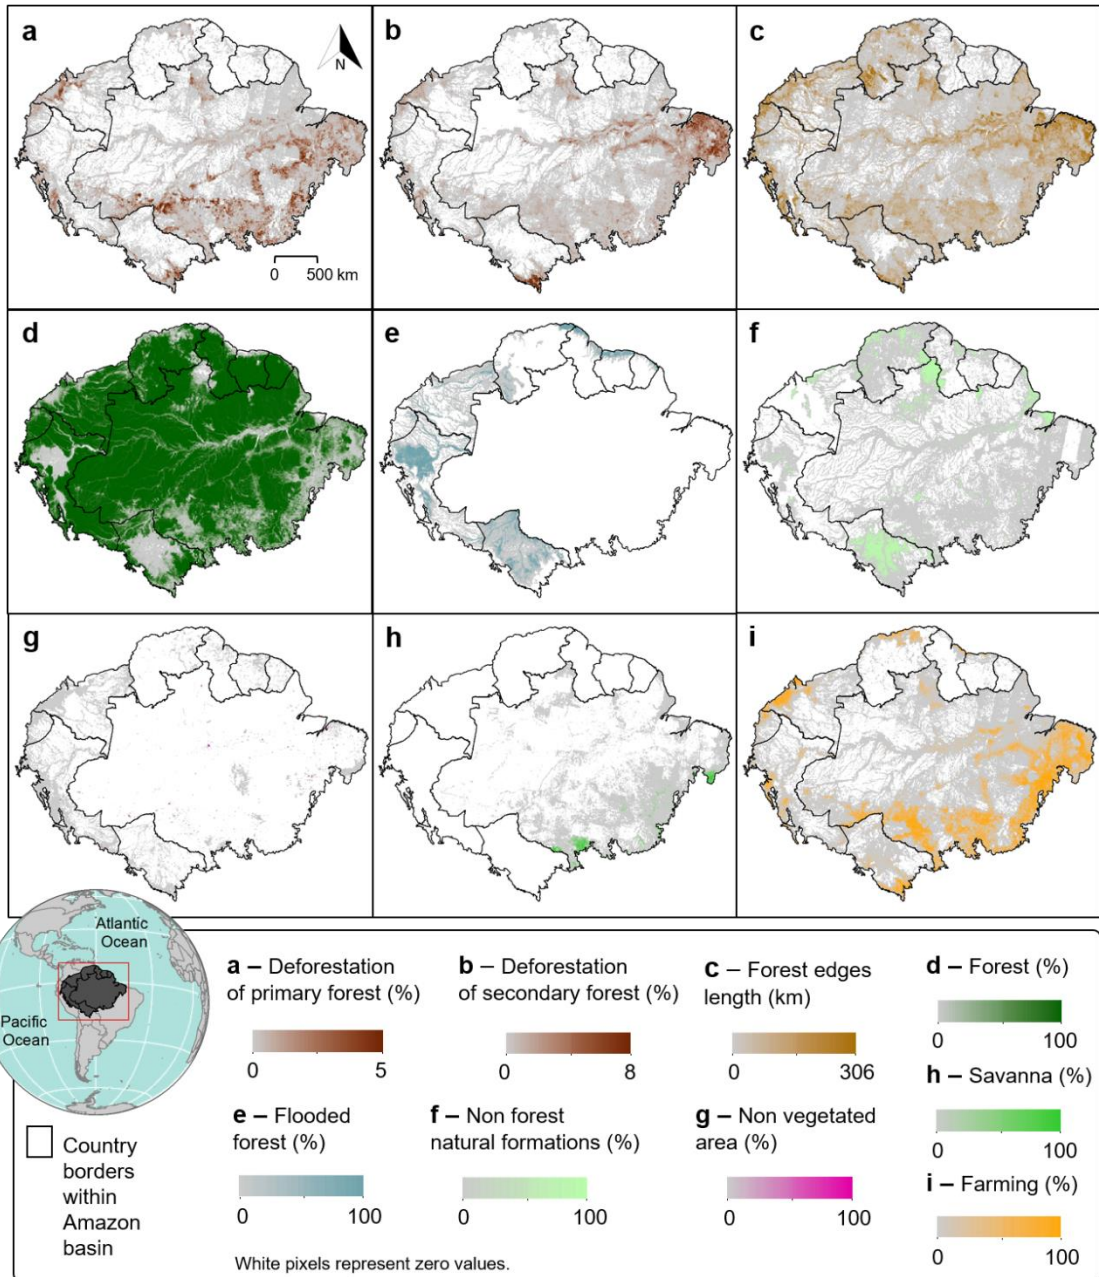 a
b
c
N
0 500 km
d
e
f
g
h
i
Atlantic
Ocean
Pacific
Ocean
Country
borders
within
Amazon
basin
a – Deforestation
of primary forest (%)
0 5
b – Deforestation
of secondary forest (%)
0 8
c – Forest edges
length (km)
0 306
d – Forest (%)
0 100
e – Flooded
forest (%)
0 100
f – Non forest
natural formations (%)
0 100
g – Non vegetated
area (%)
0 100
h – Savanna (%)
0 100
i – Farming (%)
0 100
White pixels represent zero values.